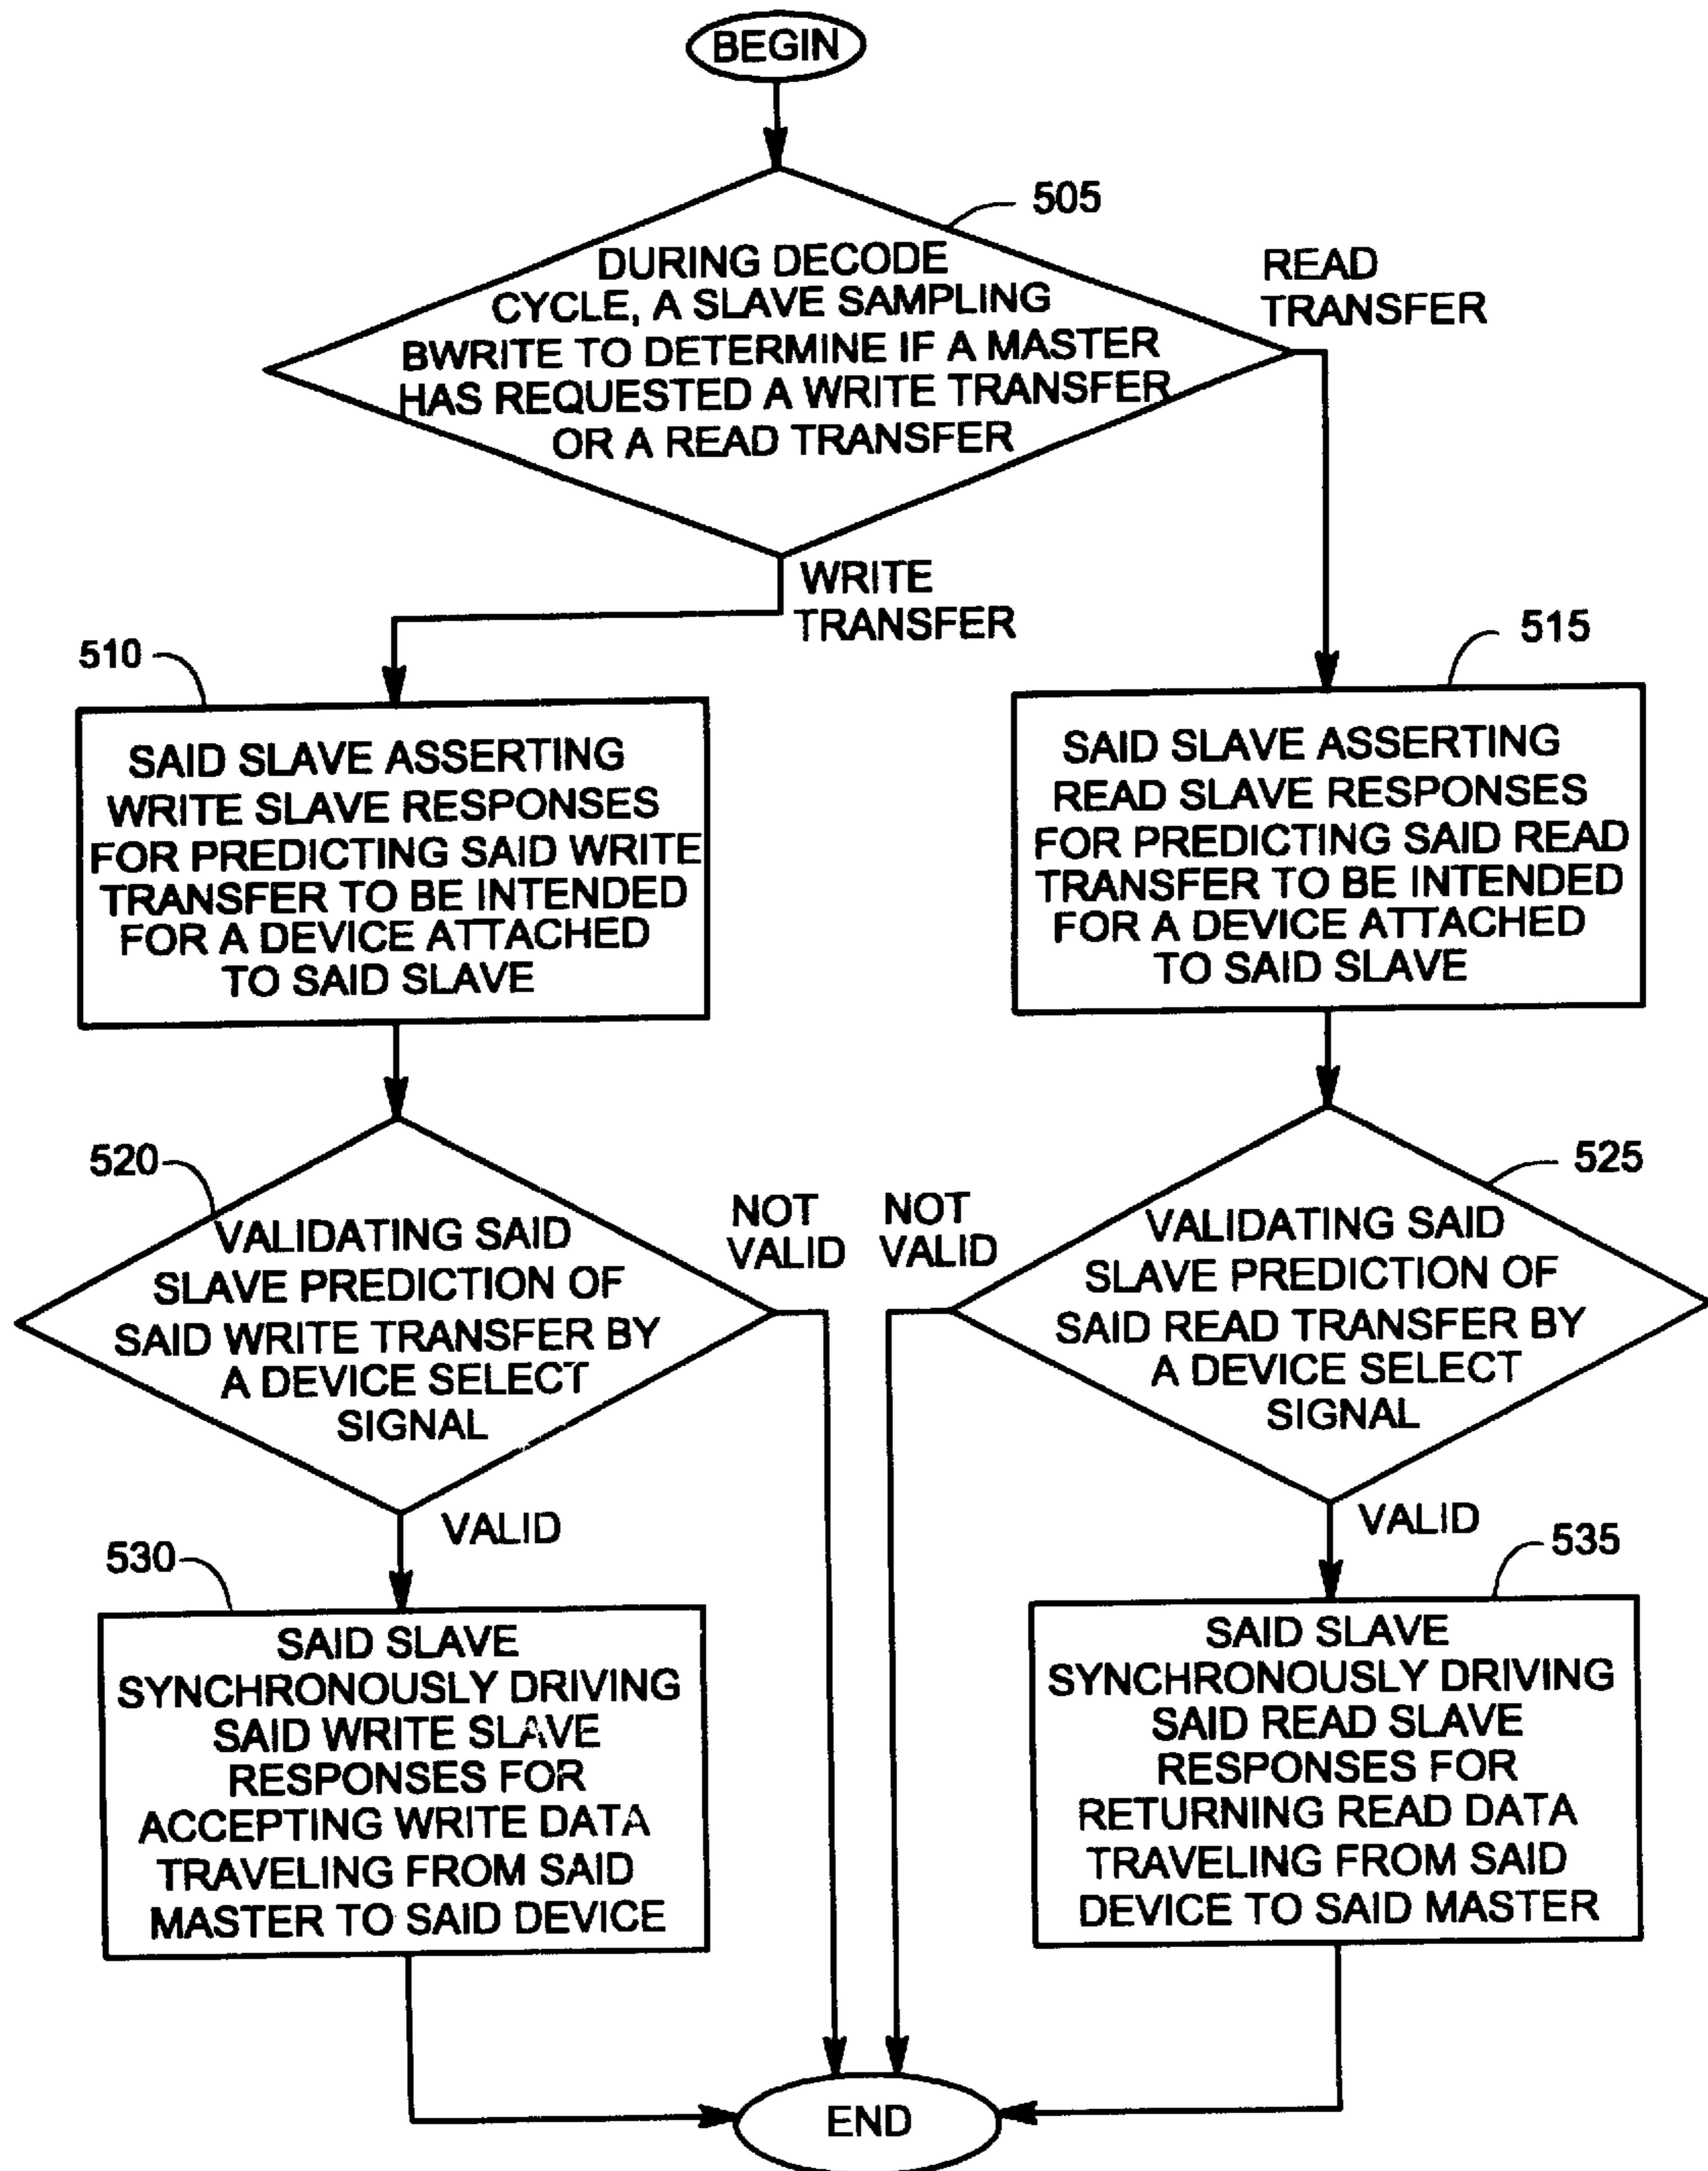 BEGIN
505
DURING DECODE
CYCLE, A SLAVE SAMPLING
BWRITE TO DETERMINE IF A MASTER
HAS REQUESTED A WRITE TRANSFER
OR A READ TRANSFER
READ
TRANSFER
WRITE
TRANSFER
510
SAID SLAVE ASSERTING
WRITE SLAVE RESPONSES
FOR PREDICTING SAID WRITE
TRANSFER TO BE INTENDED
FOR A DEVICE ATTACHED
TO SAID SLAVE
515
SAID SLAVE ASSERTING
READ SLAVE RESPONSES
FOR PREDICTING SAID READ
TRANSFER TO BE INTENDED
FOR A DEVICE ATTACHED
TO SAID SLAVE
520
VALIDATING SAID
SLAVE PREDICTION OF
SAID WRITE TRANSFER BY
A DEVICE SELECT
SIGNAL
NOT
VALID
NOT
VALID
525
VALIDATING SAID
SLAVE PREDICTION OF
SAID READ TRANSFER BY
A DEVICE SELECT
SIGNAL
VALID
VALID
530
SAID SLAVE
SYNCHRONOUSLY DRIVING
SAID WRITE SLAVE
RESPONSES FOR
ACCEPTING WRITE DATA
TRAVELING FROM SAID
MASTER TO SAID DEVICE
535
SAID SLAVE
SYNCHRONOUSLY DRIVING
SAID READ SLAVE
RESPONSES FOR
RETURNING READ DATA
TRAVELING FROM SAID
DEVICE TO SAID MASTER
END